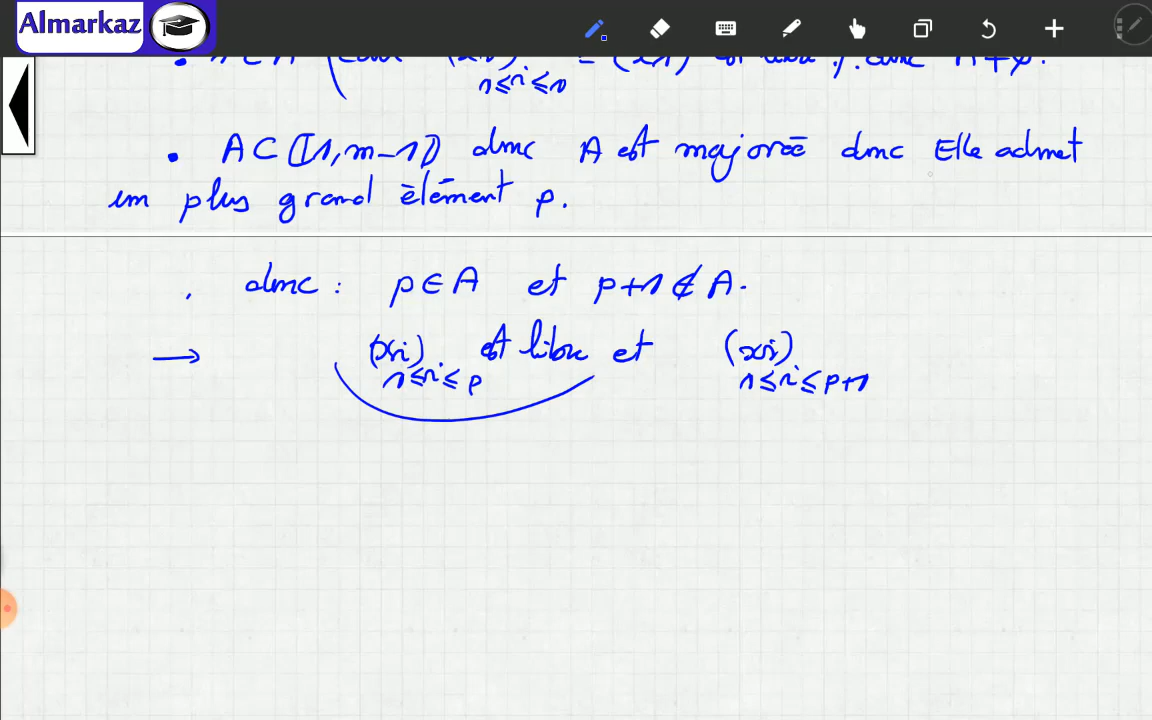 Almarkaz
• A ⊂ [1, m-1] donc A est majorée donc Elle admet
un plus grand élément p.
donc : p ∈ A et p+1 ∉ A.
→ (xi) est libre et (xi)
1≤i≤p 1≤i≤p+1